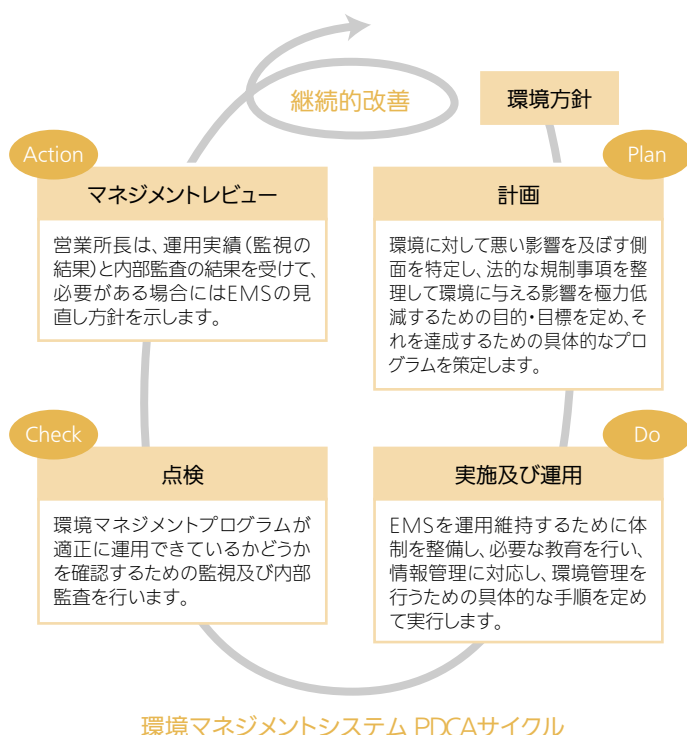 継続的改善
環境方針
Plan
計画
環境に対して悪い影響を及ぼす側
面を特定し、法的な規制事項を整
理して環境に与える影響を極力低
減するための目的・目標を定め、そ
れを達成するための具体的なプロ
グラムを策定します。
Do
実施及び運用
EMSを運用維持するために体
制を整備し、必要な教育を行い、
情報管理に対応し、環境管理を
行うための具体的な手順を定め
て実行します。
Check
点検
環境マネジメントプログラムが
適正に運用できているかどうか
を確認するための監視及び内部
監査を行います。
Action
マネジメントレビュー
営業所長は、運用実績(監視の
結果)と内部監査の結果を受けて、
必要がある場合にはEMSの見
直し方針を示します。
環境マネジメントシステム PDCAサイクル